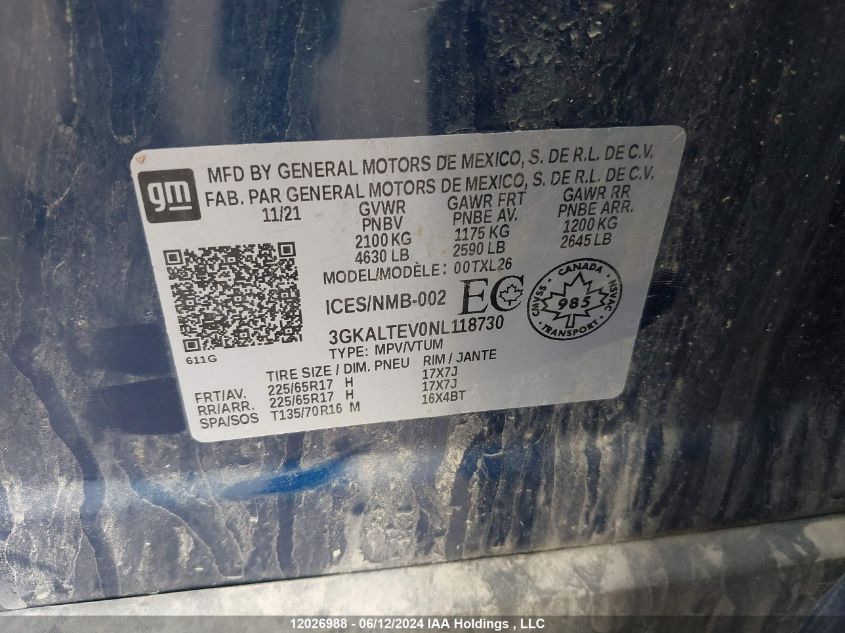 gm
MFD BY GENERAL MOTORS DE MEXICO, S. DE R.L. DE C.V.
FAB. PAR GENERAL MOTORS DE MEXICO, S. DE R.L. DE C.V.
11/21 GVWR GAWR FRT GAWR RR
PNBV PNBE AV. PNBE ARR.
2100 KG 1175 KG 1200 KG
4630 LB 2590 LB 2645 LB
MODEL/MODÈLE: 00TXL26
ICES/NMB-002 EC
CANADA
CMVSS 985 NSVAC
TRANSPORT
3GKALTEV0NL118730
TYPE: MPV/VTUM
611G
TIRE SIZE / DIM. PNEU RIM / JANTE
FRT/AV. 225/65R17 H 17X7J
RR/ARR. 225/65R17 H 17X7J
SPA/SOS T135/70R16 M 16X4BT
12026988 - 06/12/2024 IAA Holdings , LLC